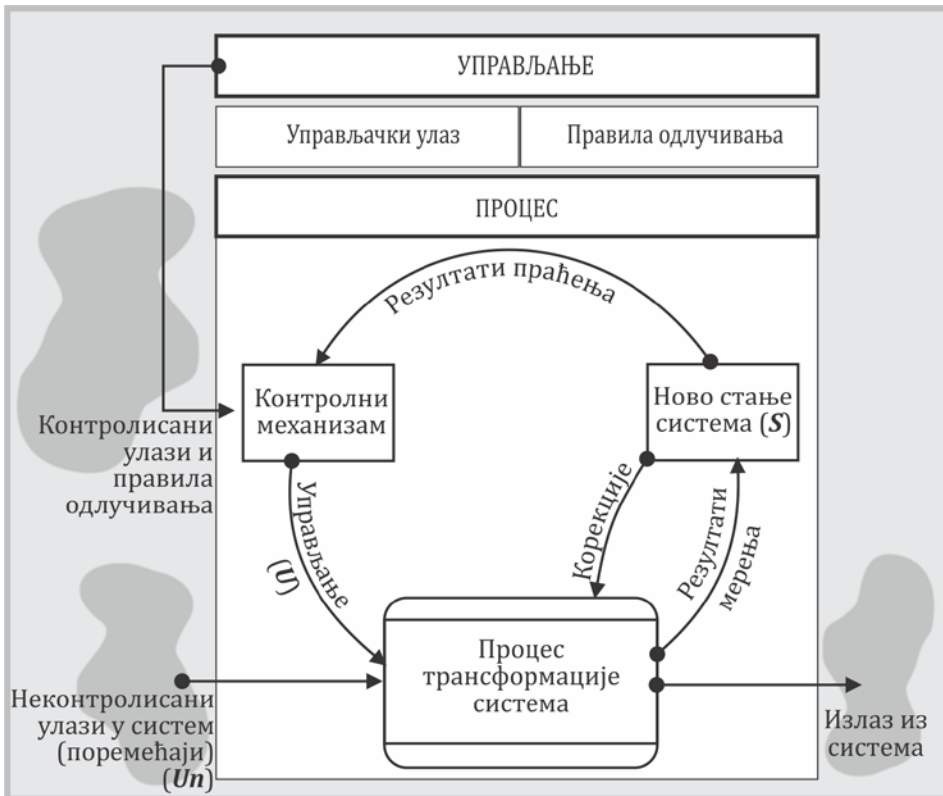 УПРАВЉАЊЕ
Управљачки улаз
Правила одлучивања
ПРОЦЕС
Резултати праћења
Контролни
механизам
Ново стање
система (S)
Контролисани
улази и
правила
одлучивања
Управљање
(U)
Корекције
Резултати
мерења
Процес
трансформације
система
Неконтролисани
улази у систем
(поремећаји)
(Un)
Излаз из
система